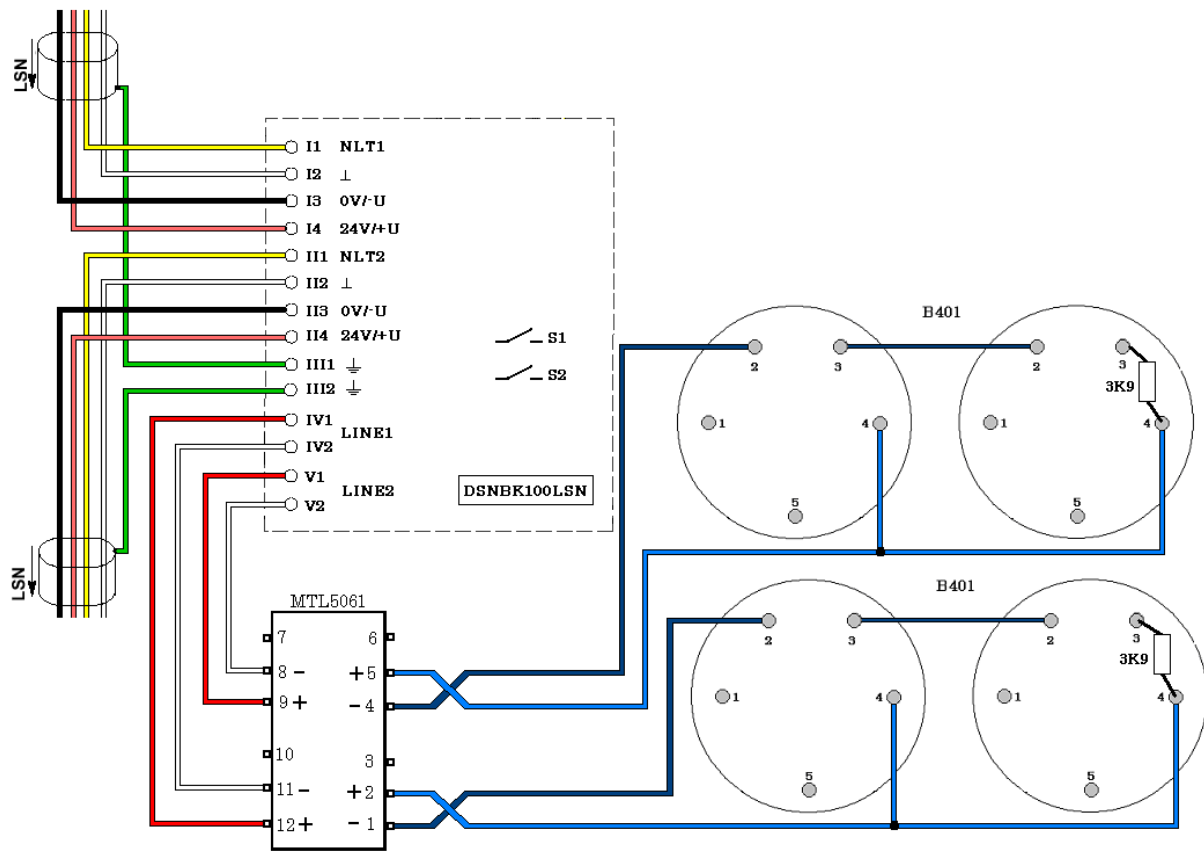 LSN
I1 NLT1
I2 ⊥
I3 0V/-U
I4 24V/+U
II1 NLT2
II2 ⊥
II3 0V/-U
II4 24V/+U
III1 ⏚
III2 ⏚
IV1
LINE1
IV2
V1
LINE2
V2
S1
S2
DSNBK100LSN
LSN
B401
2
3
1
4
5
2
3
3K9
1
4
5
MTL5061
7
6
8 -
+ 5
9 +
- 4
10
3
11 -
+ 2
12 +
- 1
B401
2
3
1
4
5
2
3
3K9
1
4
5